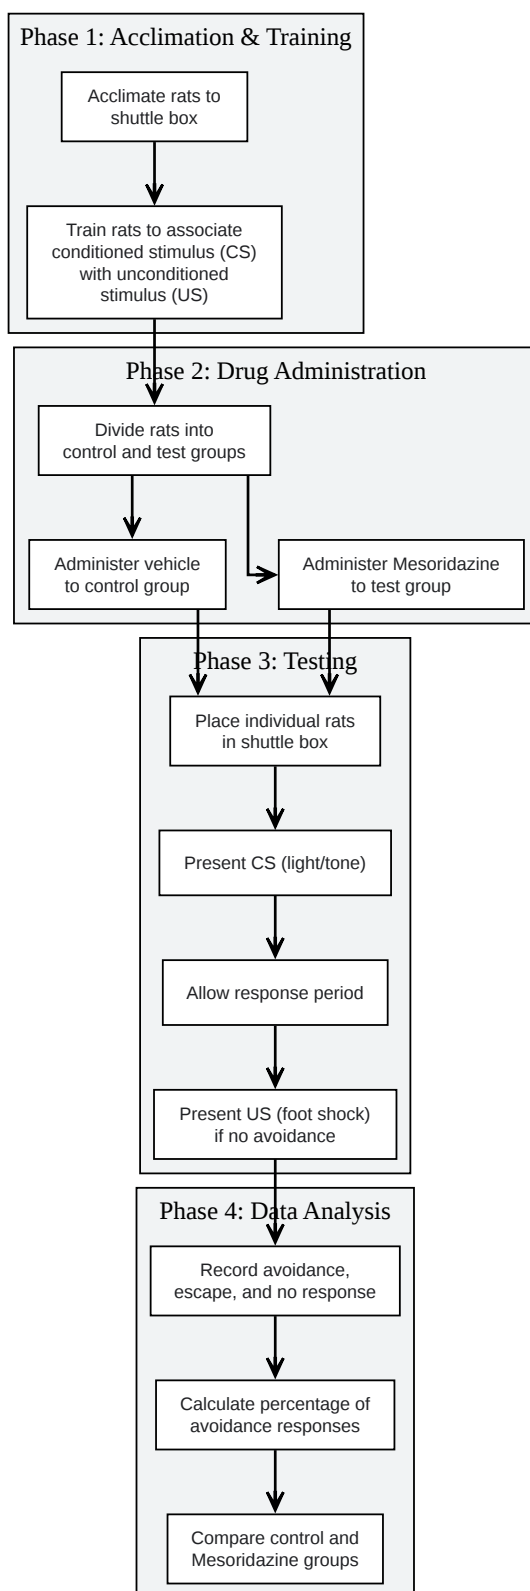 Phase 1: Acclimation & Training
Acclimate rats to
shuttle box
Train rats to associate
conditioned stimulus (CS)
with unconditioned
stimulus (US)
Phase 2: Drug Administration
Divide rats into
control and test groups
Administer vehicle
to control group
Administer Mesoridazine
to test group
Phase 3: Testing
Place individual rats
in shuttle box
Present CS (light/tone)
Allow response period
Present US (foot shock)
if no avoidance
Phase 4: Data Analysis
Record avoidance,
escape, and no response
Calculate percentage of
avoidance responses
Compare control and
Mesoridazine groups